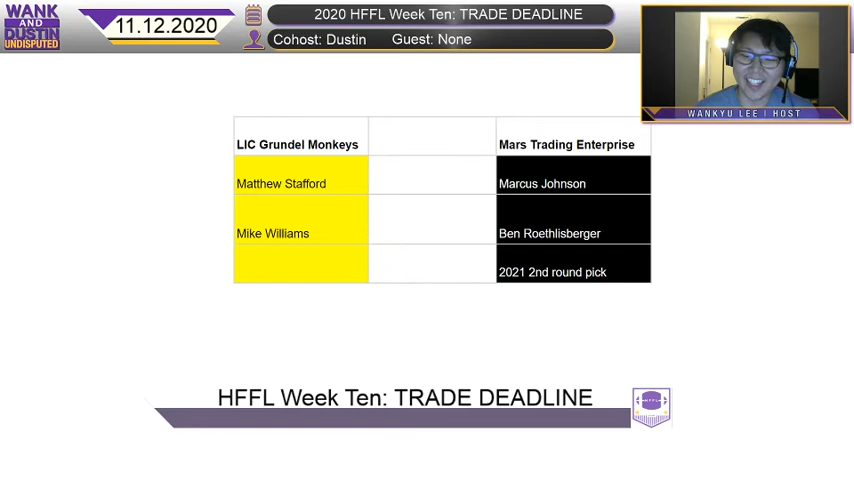 WANK
AND
DUSTIN
UNDISPUTED
11.12.2020
2020 HFFL Week Ten: TRADE DEADLINE
Cohost: Dustin Guest: None
WANKYU LEE | HOST
LIC Grundel Monkeys Mars Trading Enterprise
Matthew Stafford Marcus Johnson
Mike Williams Ben Roethlisberger
2021 2nd round pick
HFFL Week Ten: TRADE DEADLINE
HFFL